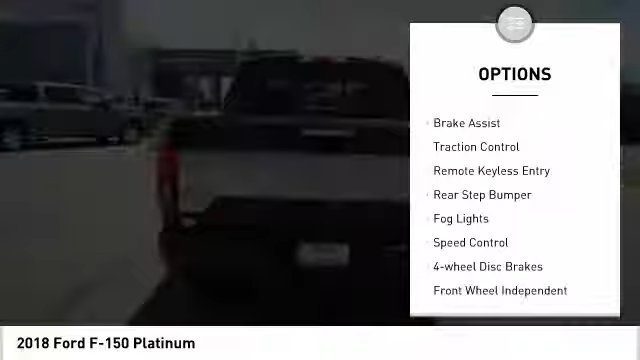 OPTIONS
Brake Assist
Traction Control
Remote Keyless Entry
Rear Step Bumper
Fog Lights
Speed Control
4-wheel Disc Brakes
Front Wheel Independent
2018 Ford F-150 Platinum